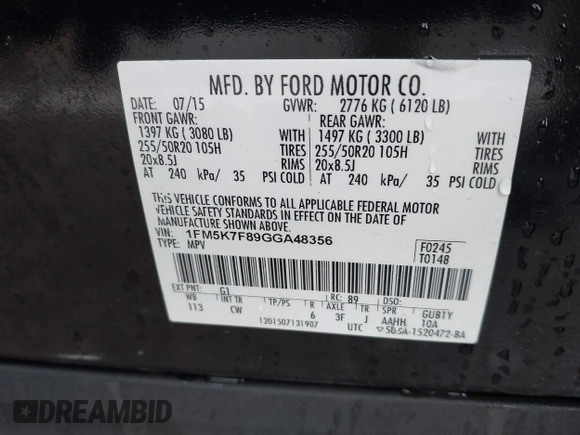 MFD. BY FORD MOTOR CO.
DATE: 07/15 GVWR: 2776 KG ( 6120 LB)
FRONT GAWR: REAR GAWR:
1397 KG ( 3080 LB) WITH 1497 KG ( 3300 LB) WITH
255/50R20 105H TIRES 255/50R20 105H TIRES
20x8.5J RIMS 20x8.5J RIMS
AT 240 kPa/ 35 PSI COLD AT 240 kPa/ 35 PSI COLD
THIS VEHICLE CONFORMS TO ALL APPLICABLE FEDERAL MOTOR
VEHICLE SAFETY STANDARDS IN EFFECT ON THE DATE OF
MANUFACTURE SHOWN ABOVE.
VIN: 1FM5K7F89GGA48356 F0245
TYPE: MPV T0148
EXT PNT: G1 RC: 89 DSO:
WB INT TR TP/PS R AXLE TR SPR GUB1Y
113 CW 6 3F J AAHH 10A
1201507131907 UTC 5U5A-1520472-BA
DREAMBID